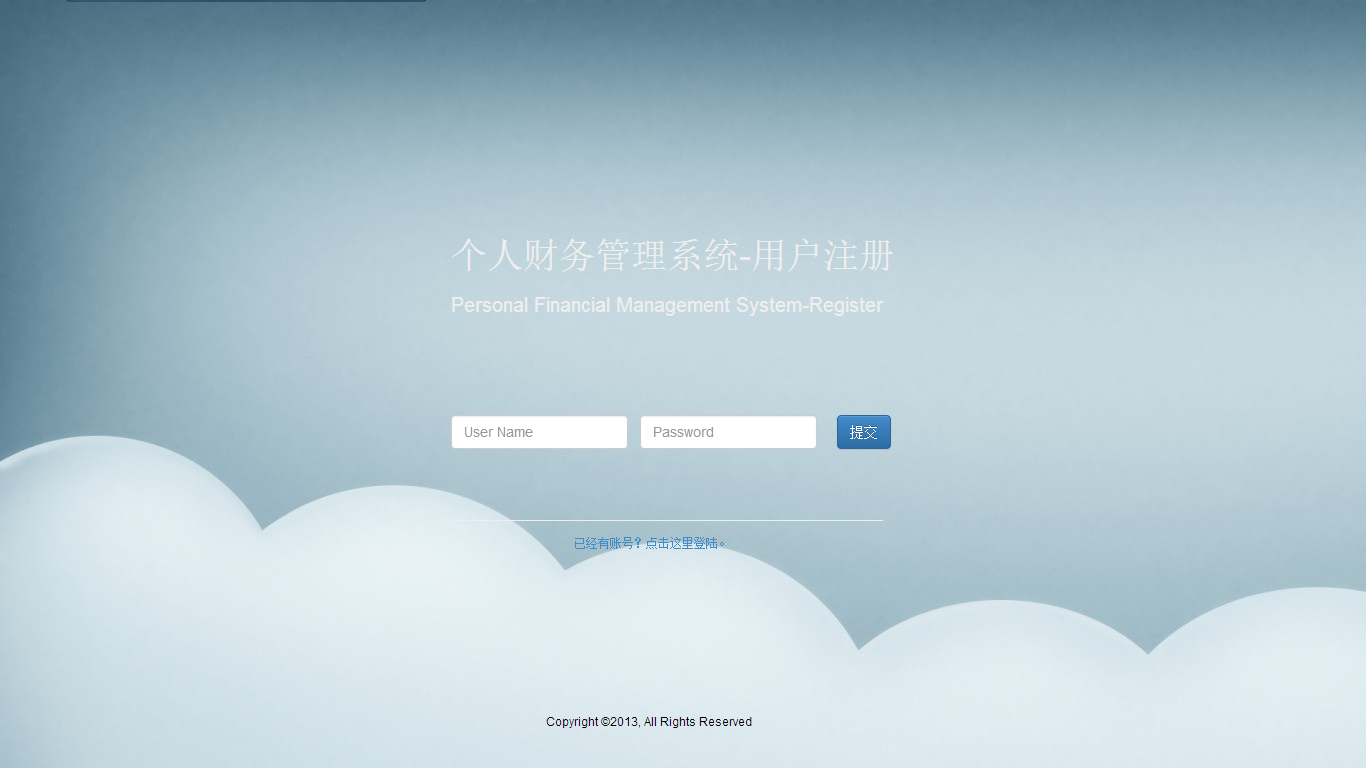 个人财务管理系统-用户注册
Personal Financial Management System-Register
User Name Password 提交
已经有账号？点击这里登陆。
Copyright ©2013, All Rights Reserved